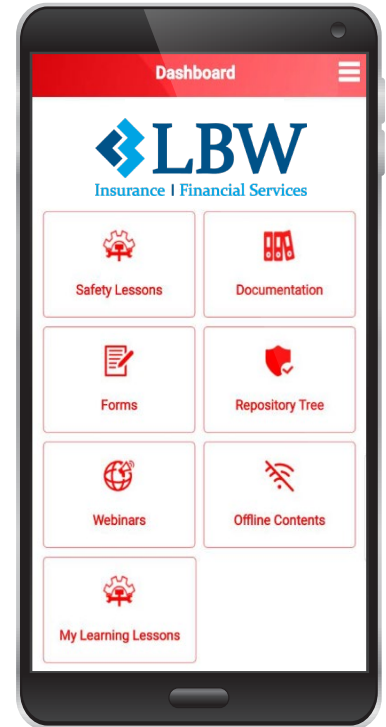 Dashboard
LBW
Insurance | Financial Services
Safety Lessons
Documentation
Forms
Repository Tree
Webinars
Offline Contents
My Learning Lessons